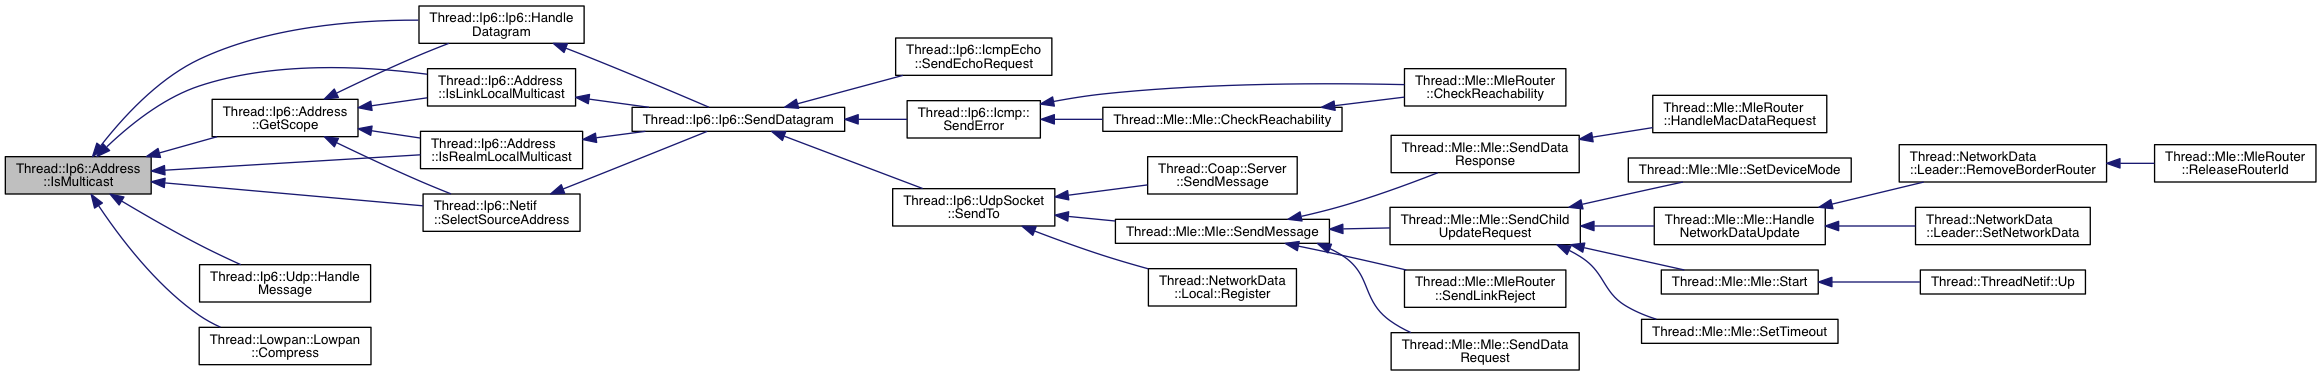 Thread::Ip6::Address
::IsMulticast
Thread::Ip6::Ip6::Handle
Datagram
Thread::Ip6::Address
::GetScope
Thread::Ip6::Address
::IsLinkLocalMulticast
Thread::Ip6::Address
::IsRealmLocalMulticast
Thread::Ip6::Netif
::SelectSourceAddress
Thread::Ip6::Udp::Handle
Message
Thread::Lowpan::Lowpan
::Compress
Thread::Ip6::Ip6::SendDatagram
Thread::Ip6::IcmpEcho
::SendEchoRequest
Thread::Ip6::Icmp::
SendError
Thread::Ip6::UdpSocket
::SendTo
Thread::Mle::MleRouter
::CheckReachability
Thread::Mle::Mle::CheckReachability
Thread::Coap::Server
::SendMessage
Thread::Mle::Mle::SendMessage
Thread::NetworkData
::Local::Register
Thread::Mle::Mle::SendData
Response
Thread::Mle::Mle::SendChild
UpdateRequest
Thread::Mle::MleRouter
::SendLinkReject
Thread::Mle::Mle::SendData
Request
Thread::Mle::MleRouter
::HandleMacDataRequest
Thread::Mle::Mle::SetDeviceMode
Thread::Mle::Mle::Handle
NetworkDataUpdate
Thread::Mle::Mle::Start
Thread::Mle::Mle::SetTimeout
Thread::NetworkData
::Leader::RemoveBorderRouter
Thread::NetworkData
::Leader::SetNetworkData
Thread::ThreadNetif::Up
Thread::Mle::MleRouter
::ReleaseRouterId